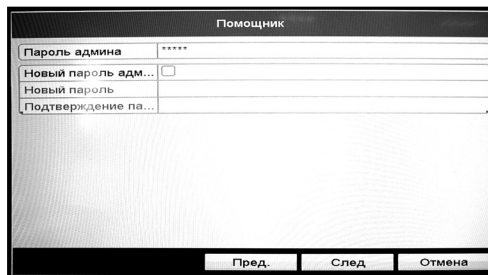 Помощник
Пароль админа *****
Новый пароль адм...
Новый пароль
Подтверждение па...
Пред. След Отмена